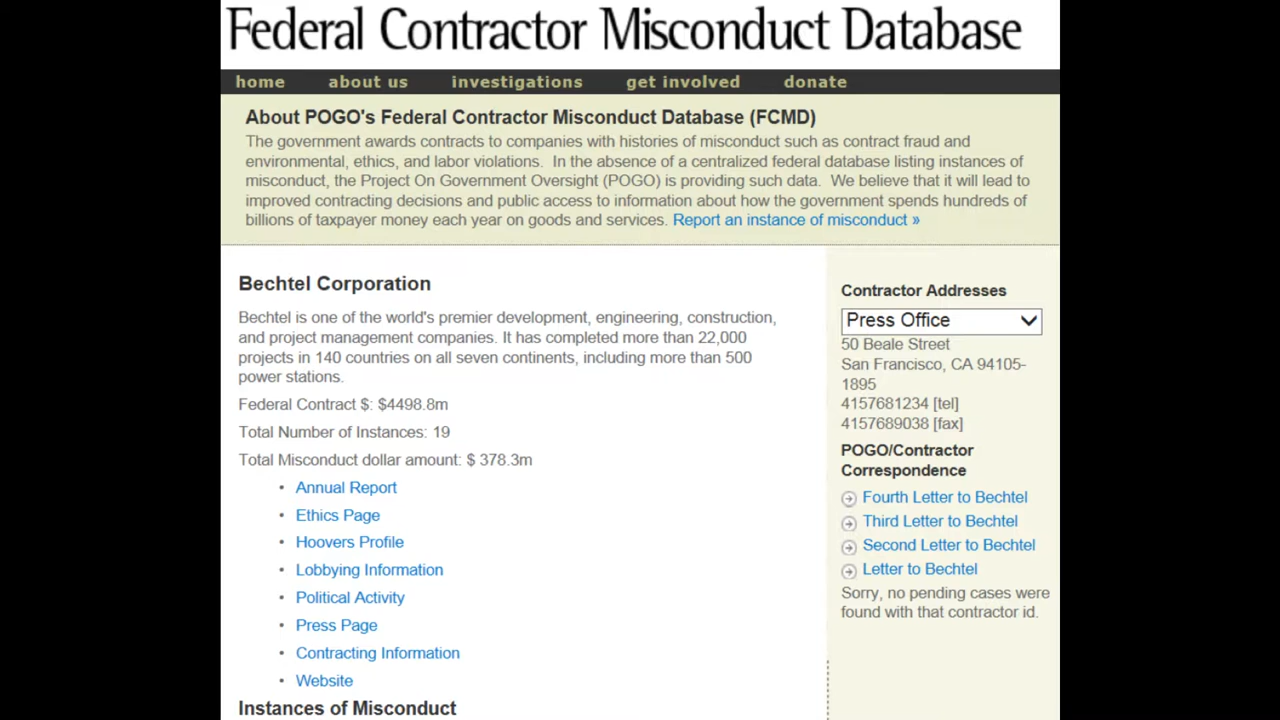 Federal Contractor Misconduct Database
home about us investigations get involved donate
About POGO's Federal Contractor Misconduct Database (FCMD)
The government awards contracts to companies with histories of misconduct such as contract fraud and
environmental, ethics, and labor violations. In the absence of a centralized federal database listing instances of
misconduct, the Project On Government Oversight (POGO) is providing such data. We believe that it will lead to
improved contracting decisions and public access to information about how the government spends hundreds of
billions of taxpayer money each year on goods and services. Report an instance of misconduct »
Bechtel Corporation
Bechtel is one of the world's premier development, engineering, construction,
and project management companies. It has completed more than 22,000
projects in 140 countries on all seven continents, including more than 500
power stations.
Federal Contract $: $4498.8m
Total Number of Instances: 19
Total Misconduct dollar amount: $ 378.3m
• Annual Report
• Ethics Page
• Hoovers Profile
• Lobbying Information
• Political Activity
• Press Page
• Contracting Information
• Website
Instances of Misconduct
Contractor Addresses
Press Office
50 Beale Street
San Francisco, CA 94105-
1895
4157681234 [tel]
4157689038 [fax]
POGO/Contractor
Correspondence
Fourth Letter to Bechtel
Third Letter to Bechtel
Second Letter to Bechtel
Letter to Bechtel
Sorry, no pending cases were
found with that contractor id.